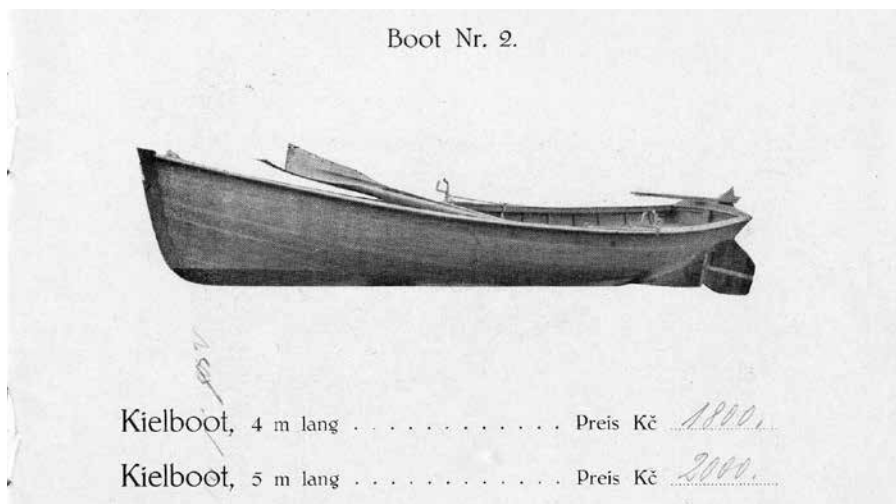 Boot Nr. 2.
Kielboot, 4 m lang . . . . . . . . . . . . Preis Kč 1800.
Kielboot, 5 m lang . . . . . . . . . . . . Preis Kč 2000.